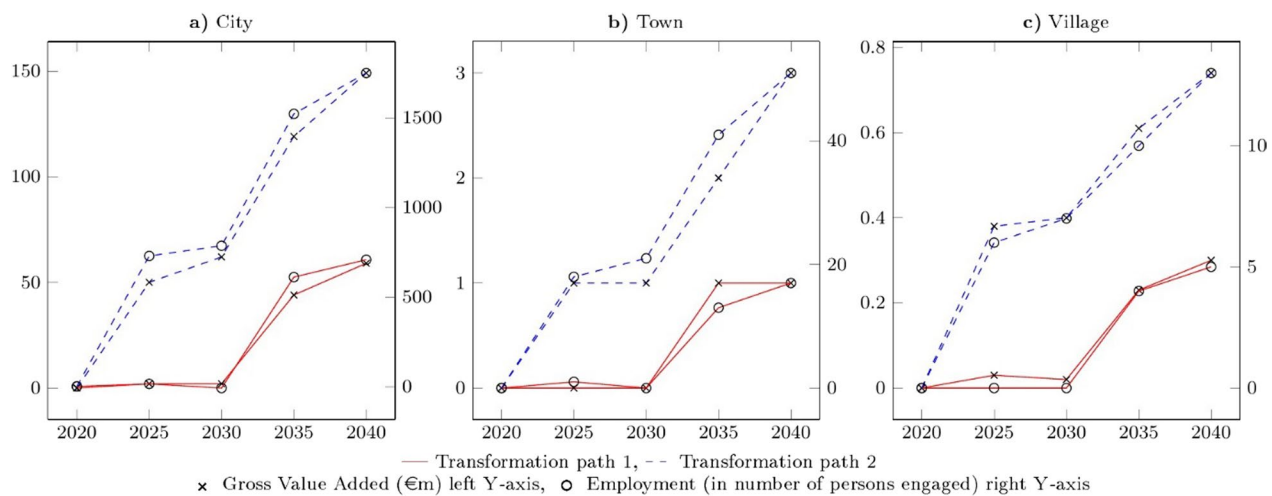 a) City
b) Town
c) Village
150
100
50
0
1500
1000
500
0
2020 2025 2030 2035 2040
3
2
1
0
40
20
0
2020 2025 2030 2035 2040
0.8
0.6
0.4
0.2
0
10
5
0
2020 2025 2030 2035 2040
Transformation path 1, Transformation path 2
Gross Value Added (€m) left Y-axis, Employment (in number of persons engaged) right Y-axis